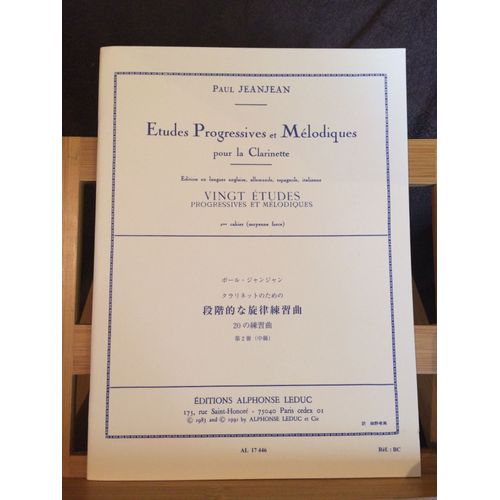 PAUL JEANJEAN
Etudes Progressives et Mélodiques
pour la Clarinette
Edition en langues anglaise, allemande, espagnole, italienne
VINGT ÉTUDES
PROGRESSIVES ET MÉLODIQUES
2me cahier (moyenne force)
ポール・ジャンジャン
クラリネットのための
段階的な旋律練習曲
20の練習曲
第2冊 (中級)
ÉDITIONS ALPHONSE LEDUC
175, rue Saint-Honoré - 75040 Paris cedex 01
© 1983 and 1991 by ALPHONSE LEDUC et Cie
AL 17 446
Réf. : BC